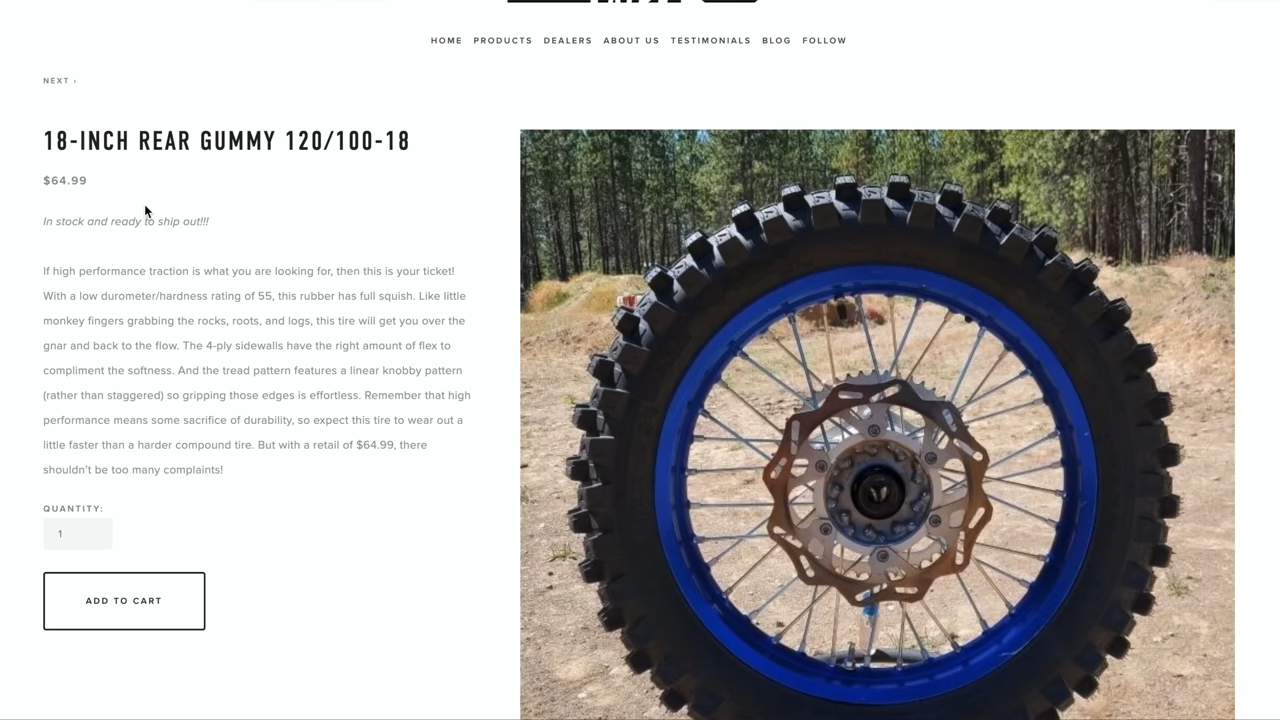 HOME PRODUCTS DEALERS ABOUT US TESTIMONIALS BLOG FOLLOW
NEXT ›
18-INCH REAR GUMMY 120/100-18
$64.99
In stock and ready to ship out!!!
If high performance traction is what you are looking for, then this is your ticket!
With a low durometer/hardness rating of 55, this rubber has full squish. Like little
monkey fingers grabbing the rocks, roots, and logs, this tire will get you over the
gnar and back to the flow. The 4-ply sidewalls have the right amount of flex to
compliment the softness. And the tread pattern features a linear knobby pattern
(rather than staggered) so gripping those edges is effortless. Remember that high
performance means some sacrifice of durability, so expect this tire to wear out a
little faster than a harder compound tire. But with a retail of $64.99, there
shouldn't be too many complaints!
QUANTITY:
1
ADD TO CART